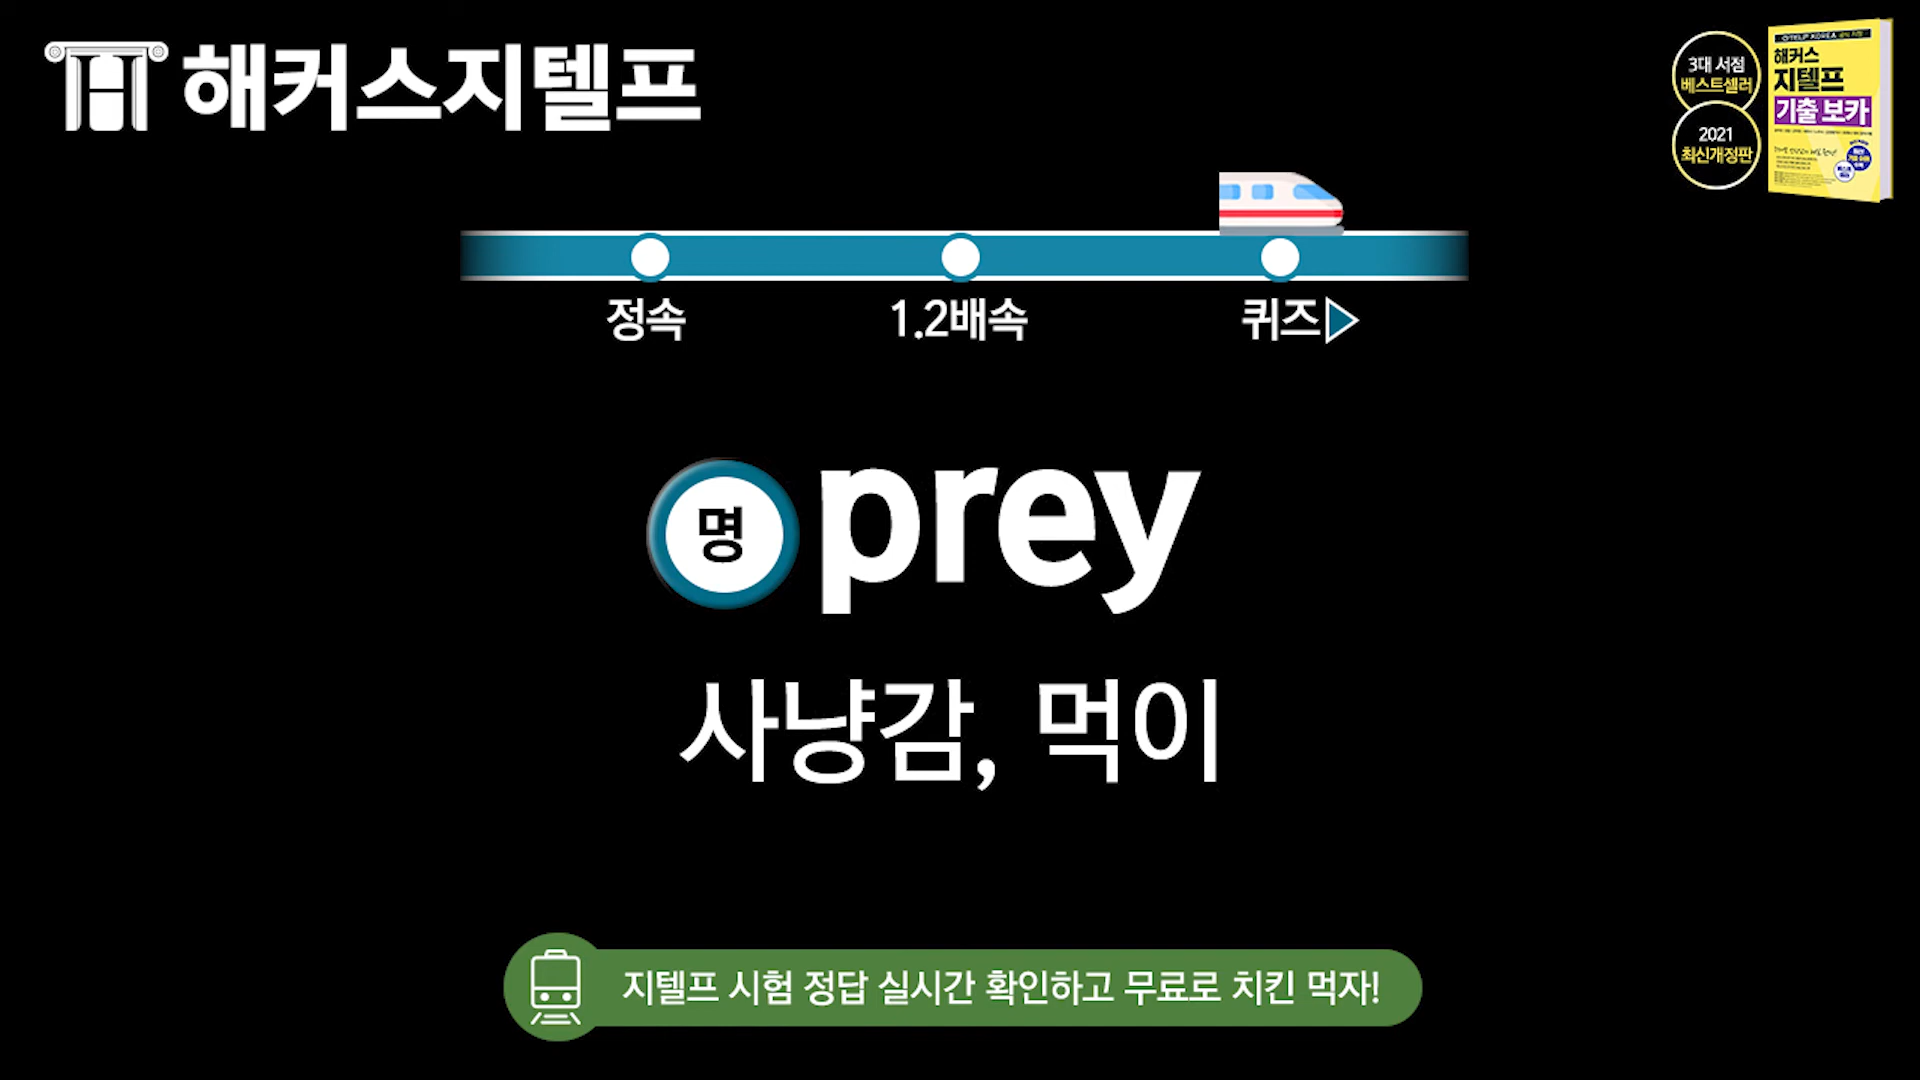 해커스지텔프
3대 서점
베스트셀러
2021
최신개정판
해커스
지텔프
기출 보카
정속
1.2배속
퀴즈
명
prey
사냥감, 먹이
지텔프 시험 정답 실시간 확인하고 무료로 치킨 먹자!